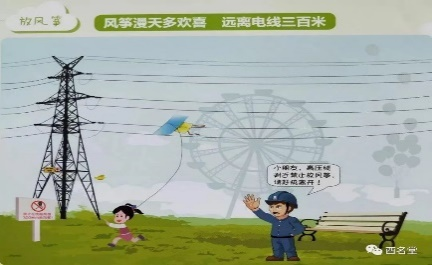 放风筝
风筝漫天多欢喜 远离电线三百米
小朋友，高压线
附近禁止放风筝，
请赶快离开！
西名堂